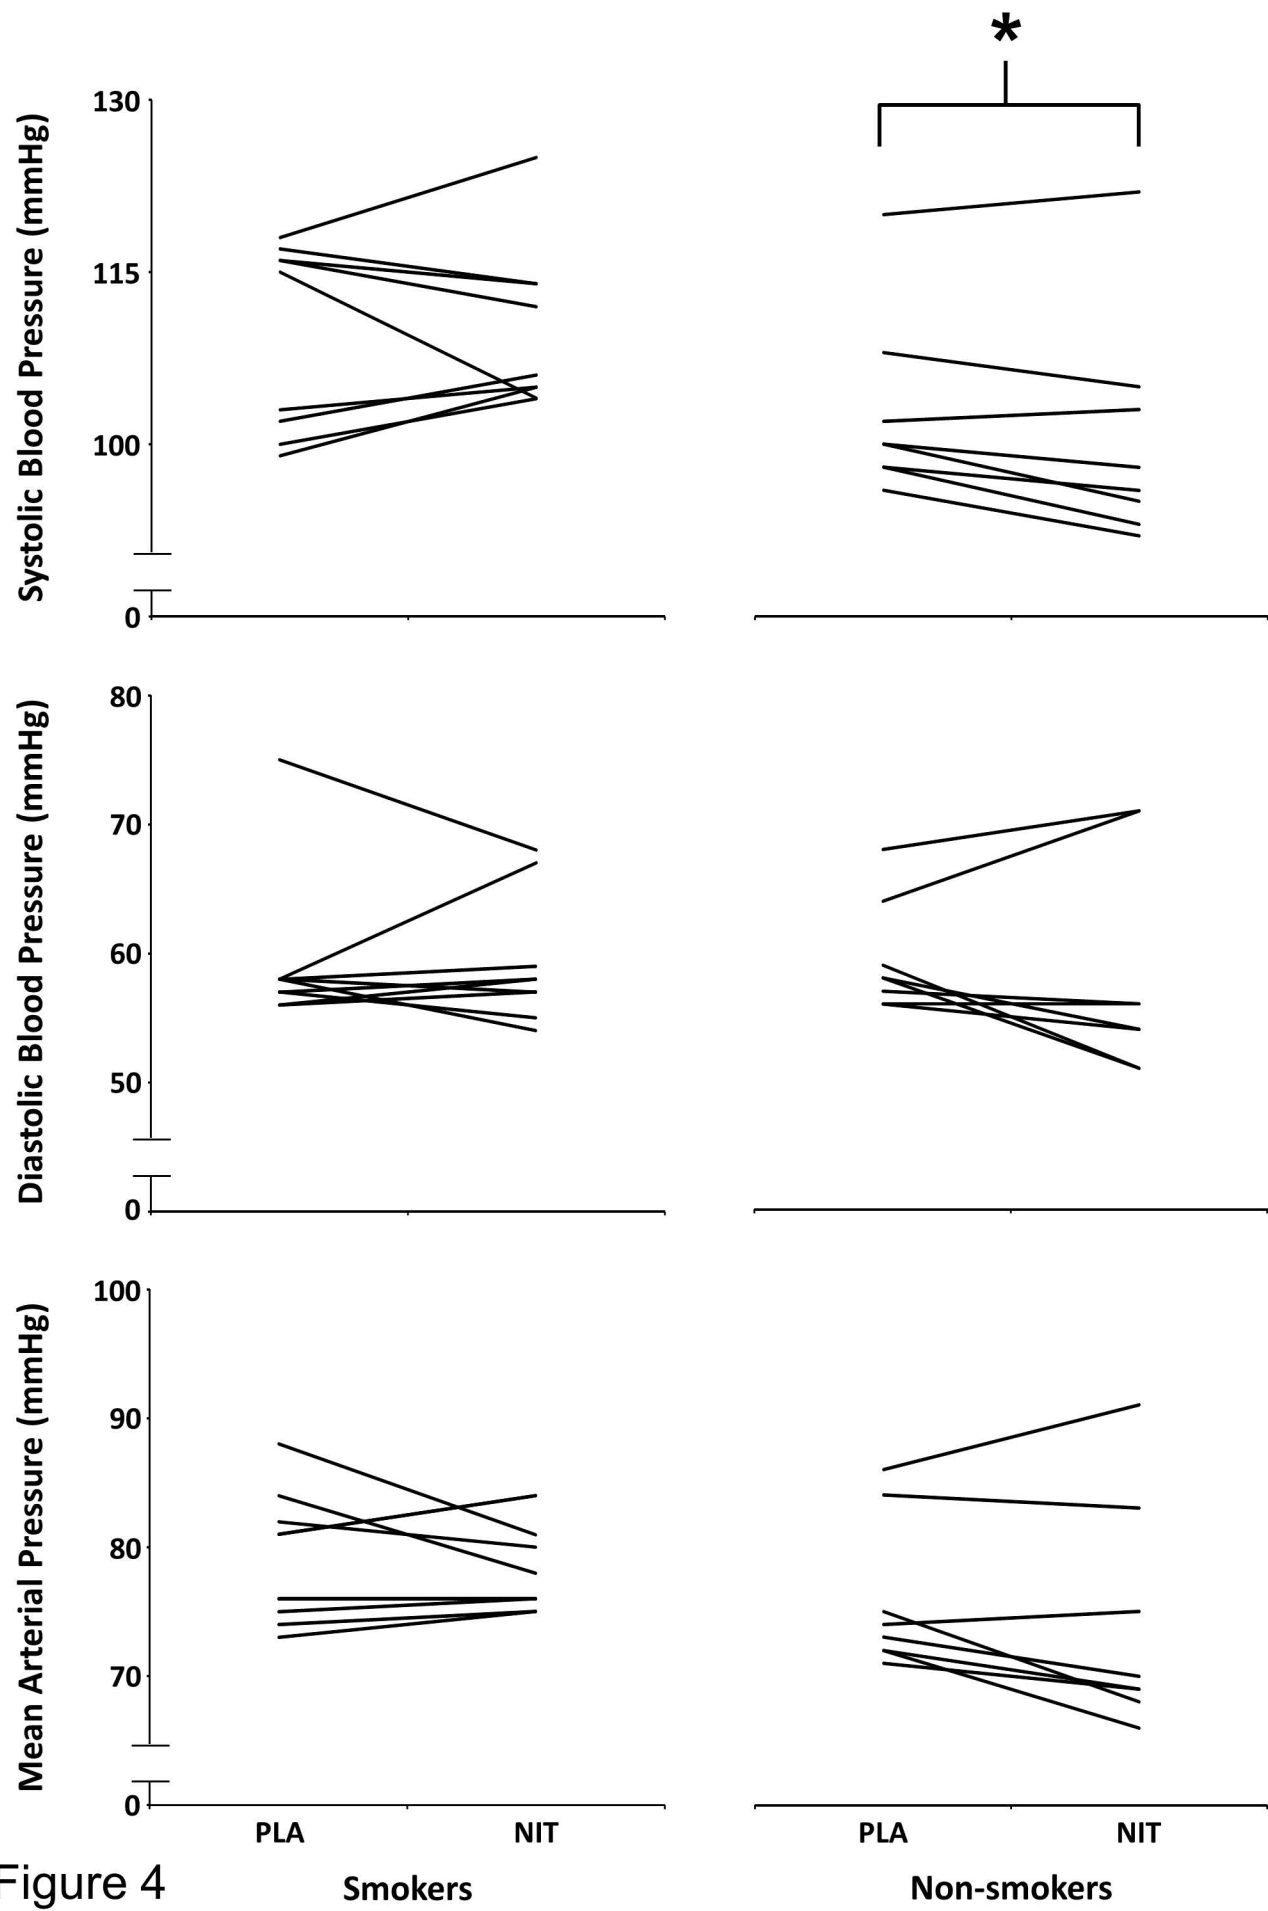 *
Systolic Blood Pressure (mmHg)
130
115
100
0
Diastolic Blood Pressure (mmHg)
80
70
60
50
0
Mean Arterial Pressure (mmHg)
100
90
80
70
0
PLA NIT PLA NIT
Smokers Non-smokers
Figure 4